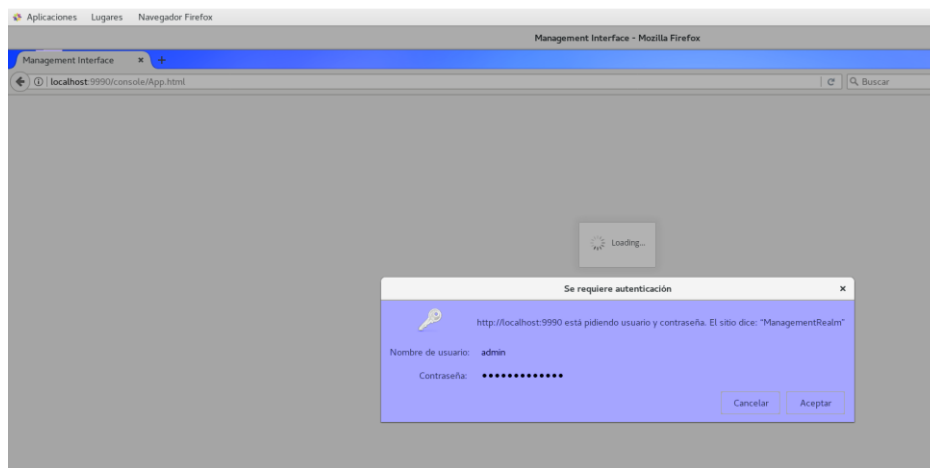 Aplicaciones Lugares Navegador Firefox
Management Interface - Mozilla Firefox
Management Interface × +
localhost:9990/console/App.html Buscar
Loading...
Se requiere autenticación ×
http://localhost:9990 está pidiendo usuario y contraseña. El sitio dice: “ManagementRealm”
Nombre de usuario: admin
Contraseña: •••••••••••••
Cancelar Aceptar